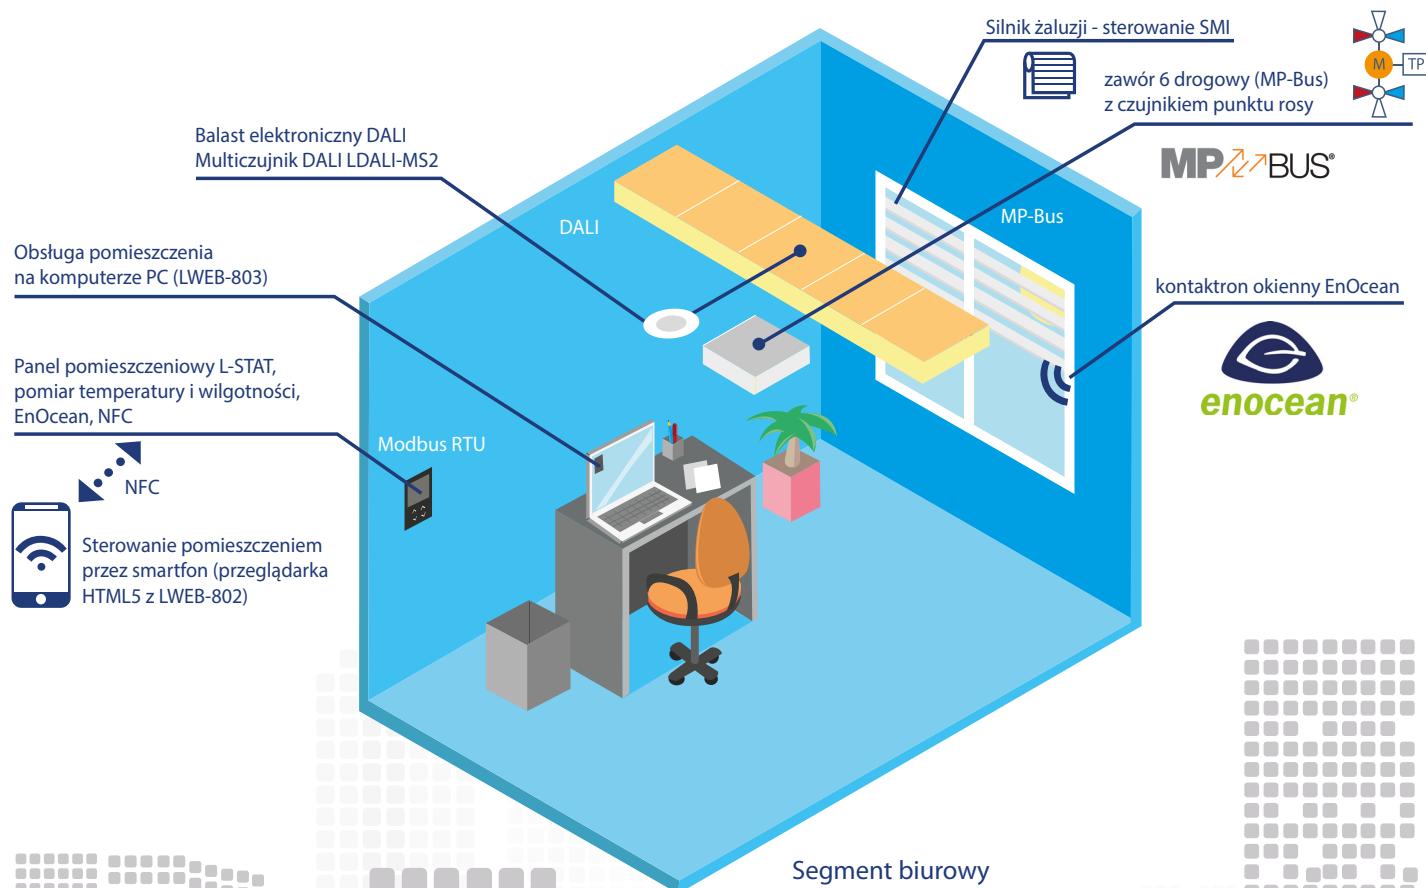 Silnik żaluzji - sterowanie SMI
zawór 6 drogowy (MP-Bus)
z czujnikiem punktu rosy
M
TP
MP BUS®
Balast elektroniczny DALI
Multiczujnik DALI LDALI-MS2
DALI
MP-Bus
Obsługa pomieszczenia
na komputerze PC (LWEB-803)
kontaktron okienny EnOcean
enocean®
Panel pomieszczeniowy L-STAT,
pomiar temperatury i wilgotności,
EnOcean, NFC
Modbus RTU
NFC
Sterowanie pomieszczeniem
przez smartfon (przeglądarka
HTML5 z LWEB-802)
Segment biurowy